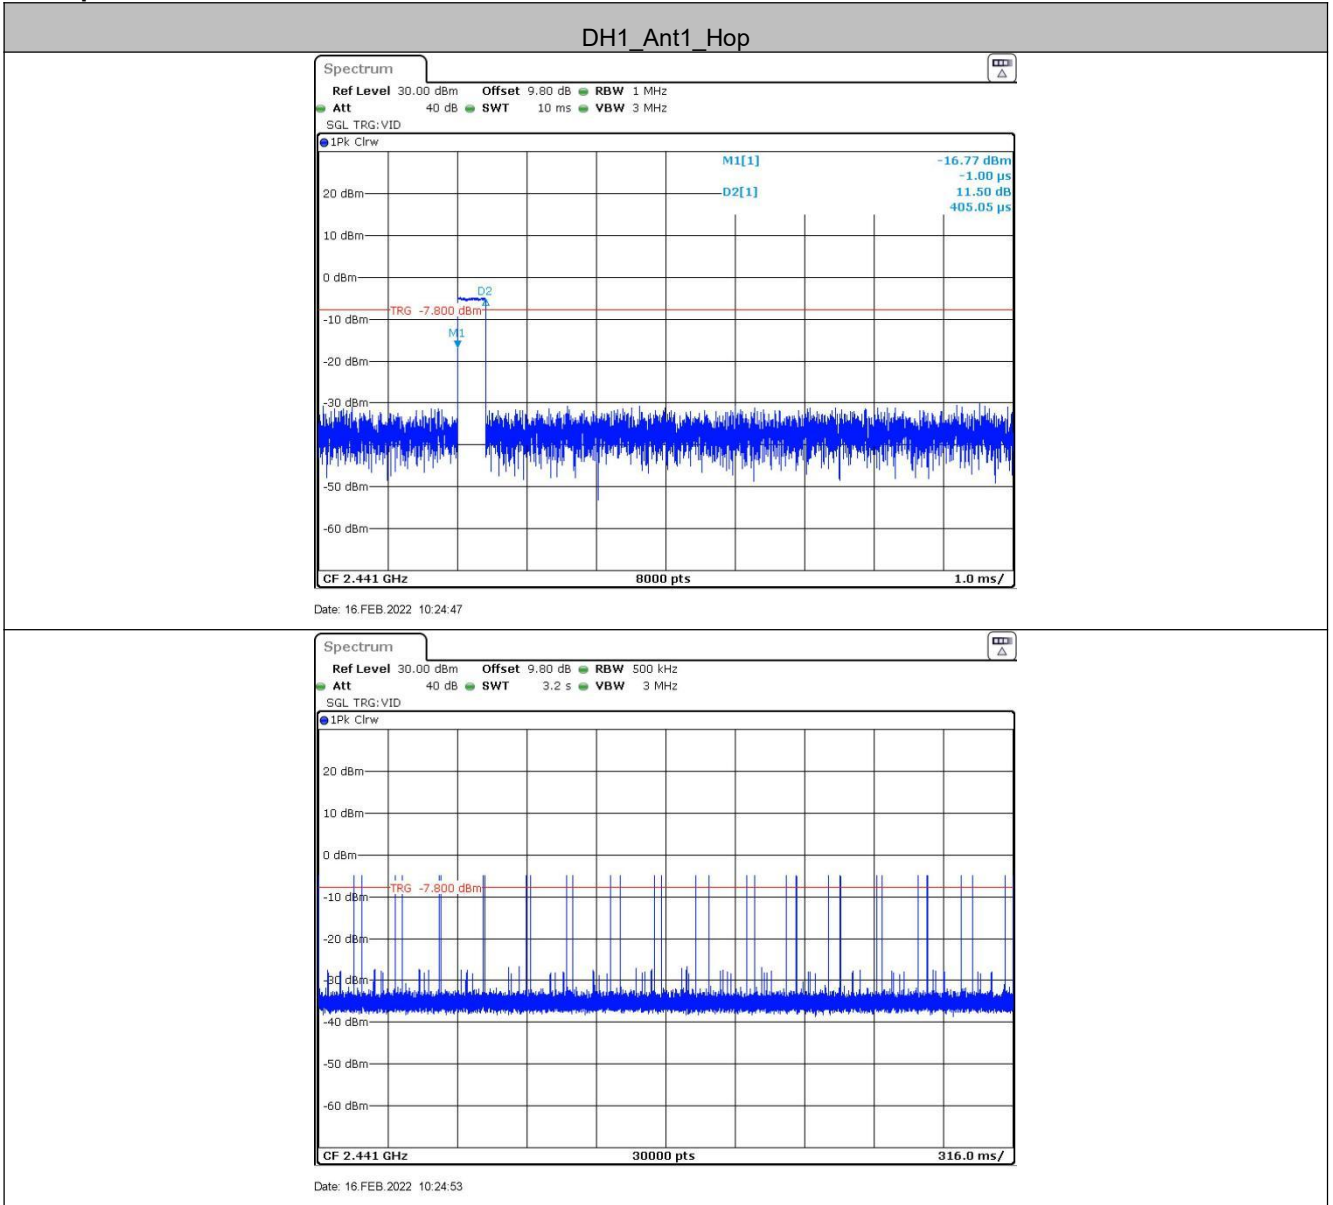 DH1_Ant1_Hop
Spectrum
Ref Level 30.00 dBm Offset 9.80 dB RBW 1 MHz
Att 40 dB SWT 10 ms VBW 3 MHz
SGL TRG:VID
1Pk Clrw
M1[1] -16.77 dBm
-1.00 µs
20 dBm D2[1] 11.50 dB
405.05 µs
10 dBm
0 dBm
D2
TRG -7.800 dBm
-10 dBm
M1
-20 dBm
-30 dBm
-50 dBm
-60 dBm
CF 2.441 GHz 8000 pts 1.0 ms/
Date: 16.FEB.2022 10:24:47
Spectrum
Ref Level 30.00 dBm Offset 9.80 dB RBW 500 kHz
Att 40 dB SWT 3.2 s VBW 3 MHz
SGL TRG:VID
1Pk Clrw
20 dBm
10 dBm
0 dBm
TRG -7.800 dBm
-10 dBm
-20 dBm
-30 dBm
-40 dBm
-50 dBm
-60 dBm
CF 2.441 GHz 30000 pts 316.0 ms/
Date: 16.FEB.2022 10:24:53